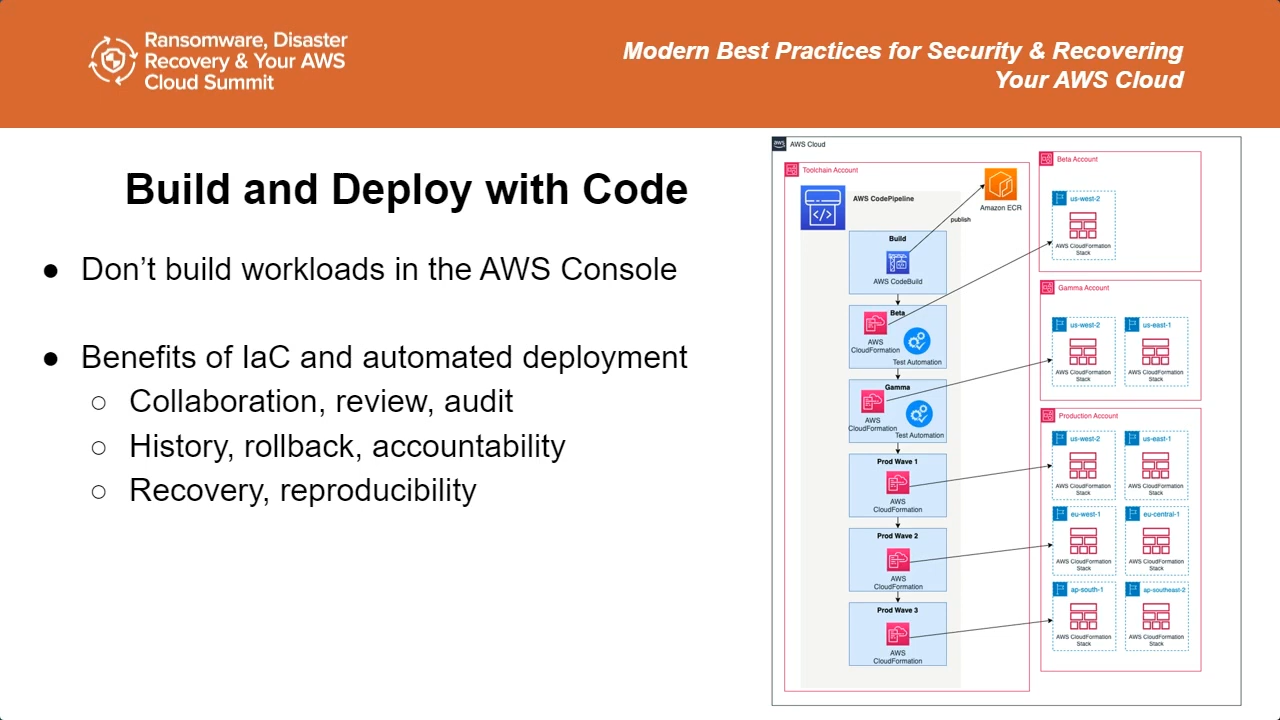 Ransomware, Disaster
Recovery & Your AWS
Cloud Summit
Modern Best Practices for Security & Recovering
Your AWS Cloud
Build and Deploy with Code
● Don’t build workloads in the AWS Console
● Benefits of IaC and automated deployment
○ Collaboration, review, audit
○ History, rollback, accountability
○ Recovery, reproducibility
aws
AWS Cloud
Toolchain Account
AWS CodePipeline
Amazon ECR
publish
Build
AWS CodeBuild
Beta
AWS
CloudFormation
Test Automation
Gamma
AWS
CloudFormation
Test Automation
Prod Wave 1
AWS
CloudFormation
Prod Wave 2
AWS
CloudFormation
Prod Wave 3
AWS
CloudFormation
Beta Account
us-west-2
AWS CloudFormation
Stack
Gamma Account
us-west-2
AWS CloudFormation
Stack
us-east-1
AWS CloudFormation
Stack
Production Account
us-west-2
AWS CloudFormation
Stack
us-east-1
AWS CloudFormation
Stack
eu-west-1
AWS CloudFormation
Stack
eu-central-1
AWS CloudFormation
Stack
ap-south-1
AWS CloudFormation
Stack
ap-southeast-2
AWS CloudFormation
Stack